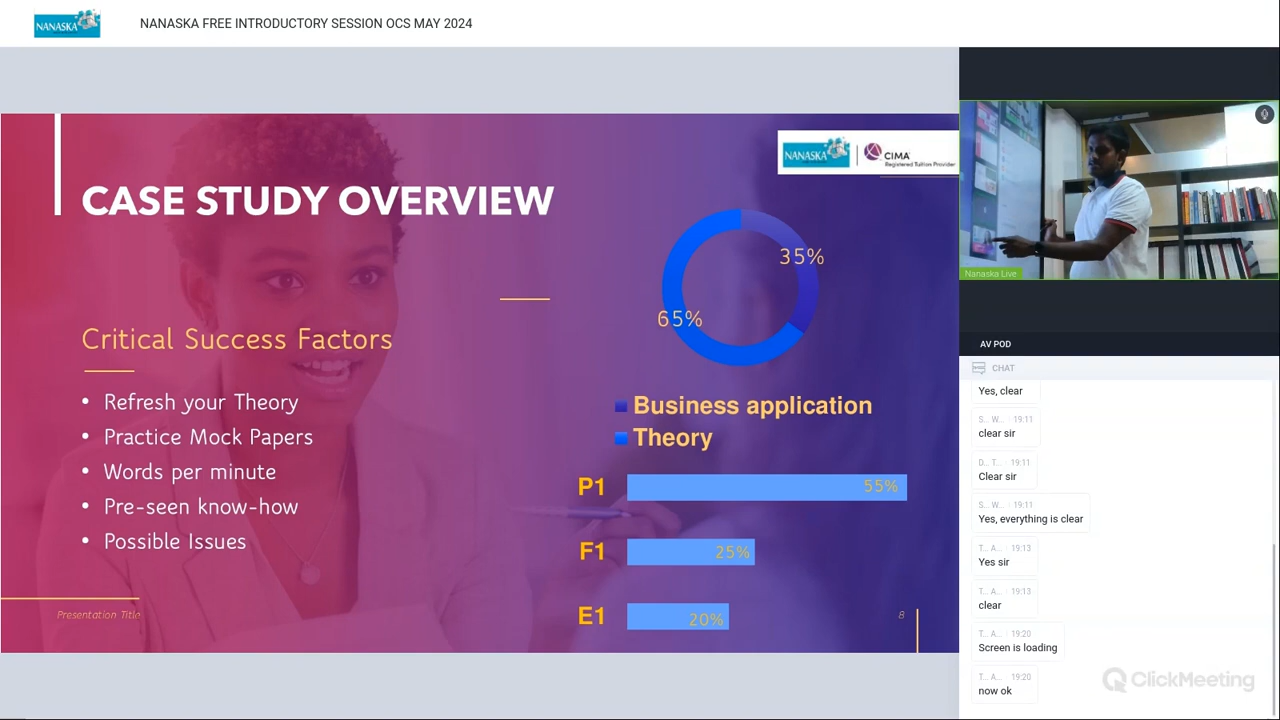 NANASKA
NANASKA FREE INTRODUCTORY SESSION OCS MAY 2024
NANASKA
CIMA
Registered Tuition Provider
CASE STUDY OVERVIEW
35%
65%
Critical Success Factors
• Refresh your Theory
• Practice Mock Papers
• Words per minute
• Pre-seen know-how
• Possible Issues
Business application
Theory
P1 55%
F1 25%
E1 20%
Presentation Title
8
Nanaska Live
AV POD
CHAT
Yes, clear
S... W... 19:11
clear sir
D... T... 19:11
Clear sir
S... W... 19:11
Yes, everything is clear
T... A... 19:13
Yes sir
T... A... 19:13
clear
T... A... 19:20
Screen is loading
T... A... 19:20
now ok
ClickMeeting